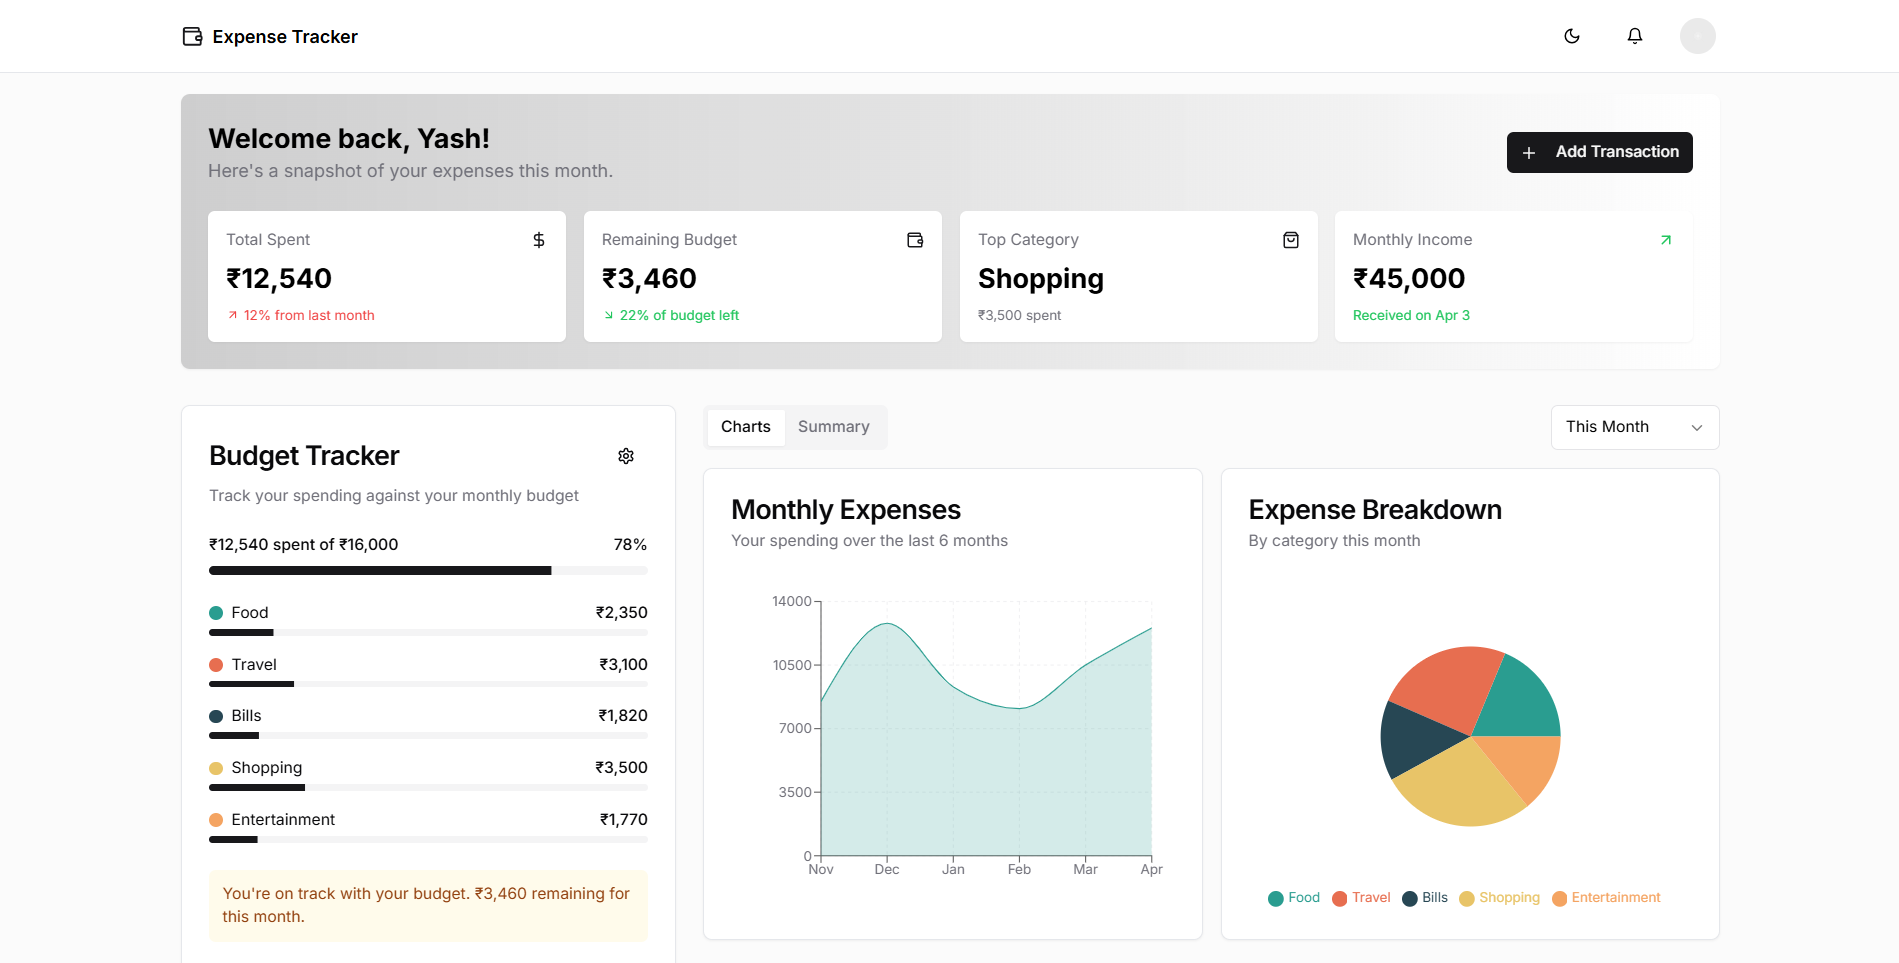 Expense Tracker
Welcome back, Yash!
Here's a snapshot of your expenses this month.
Add Transaction
Total Spent
₹12,540
12% from last month
Remaining Budget
₹3,460
22% of budget left
Top Category
Shopping
₹3,500 spent
Monthly Income
₹45,000
Received on Apr 3
Budget Tracker
Track your spending against your monthly budget
₹12,540 spent of ₹16,000 78%
Food ₹2,350
Travel ₹3,100
Bills ₹1,820
Shopping ₹3,500
Entertainment ₹1,770
You're on track with your budget. ₹3,460 remaining for
this month.
Charts Summary
This Month
Monthly Expenses
Your spending over the last 6 months
14000
10500
7000
3500
0
Nov Dec Jan Feb Mar Apr
Expense Breakdown
By category this month
Food Travel Bills Shopping Entertainment